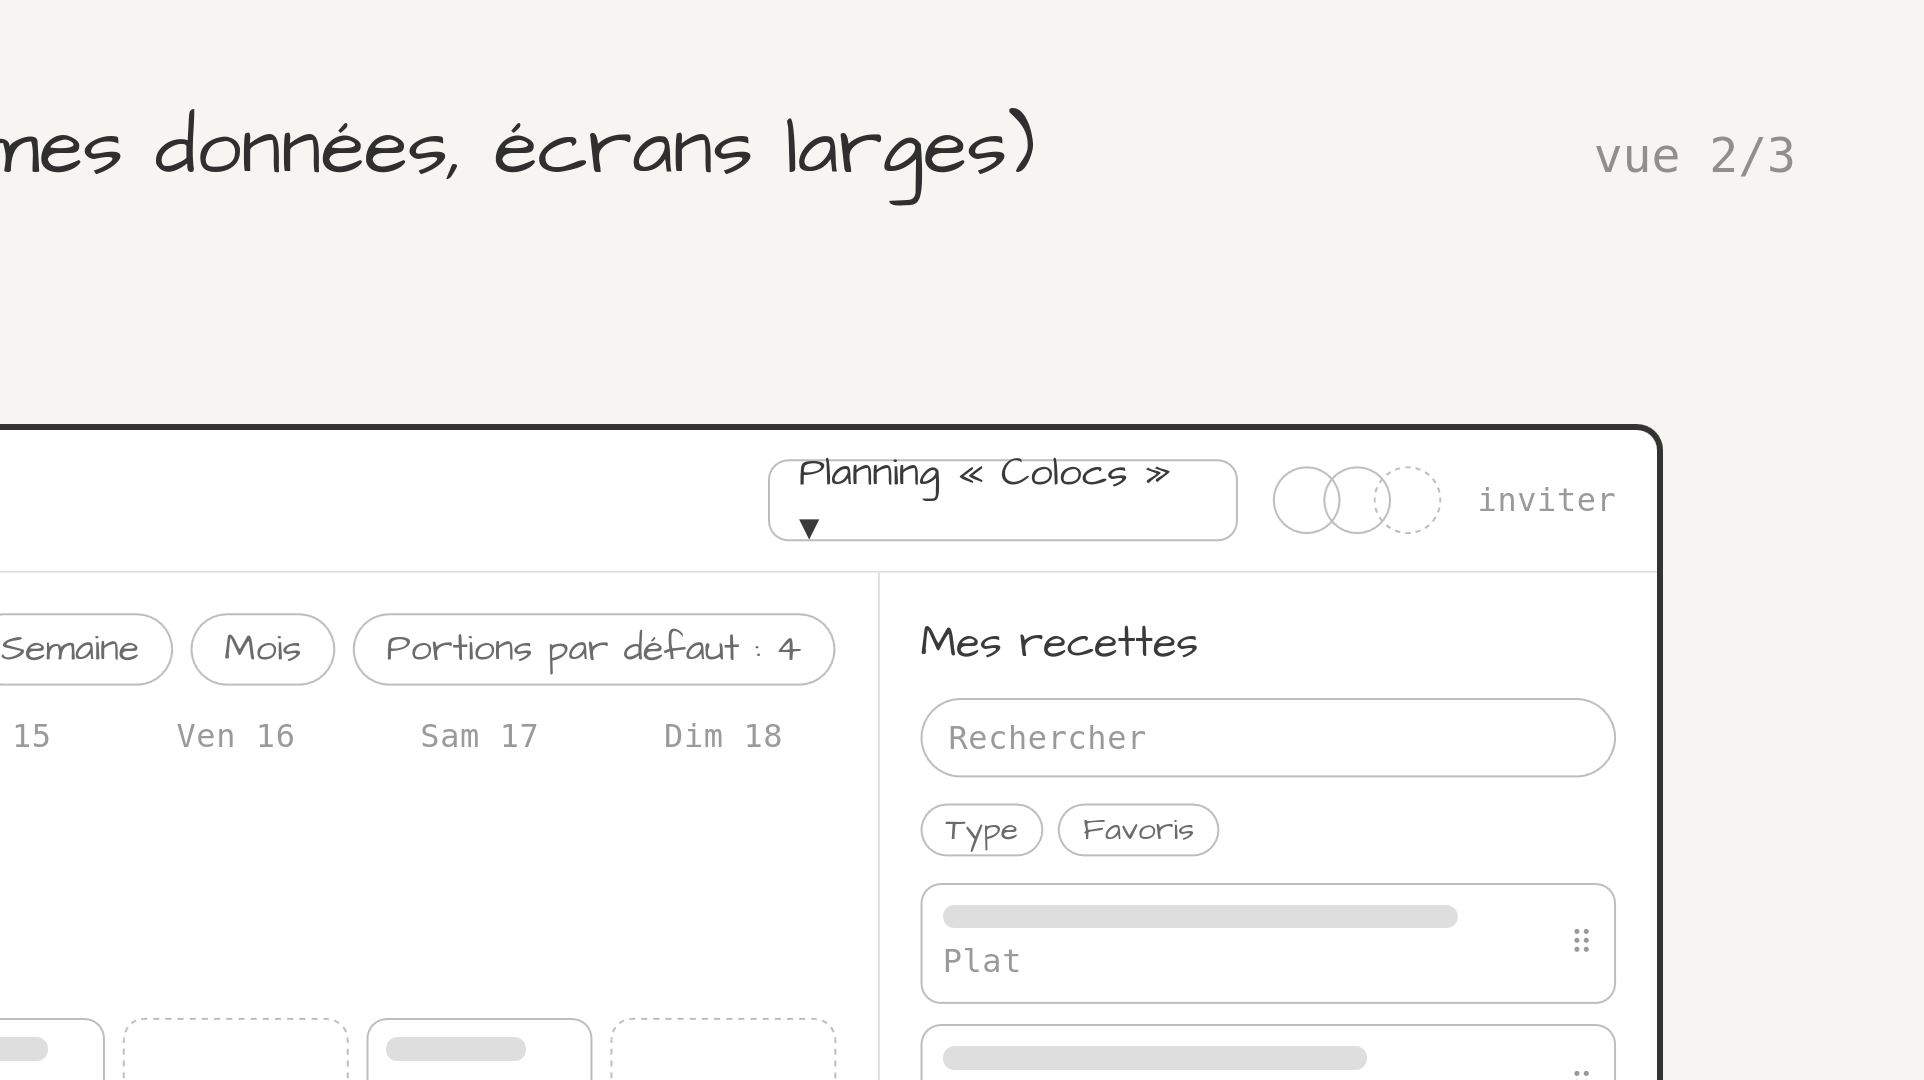 mes données, écrans larges)
vue 2/3
Planning « Colocs »
▼
inviter
Semaine
Mois
Portions par défaut : 4
15
Ven 16
Sam 17
Dim 18
Mes recettes
Rechercher
Type
Favoris
Plat